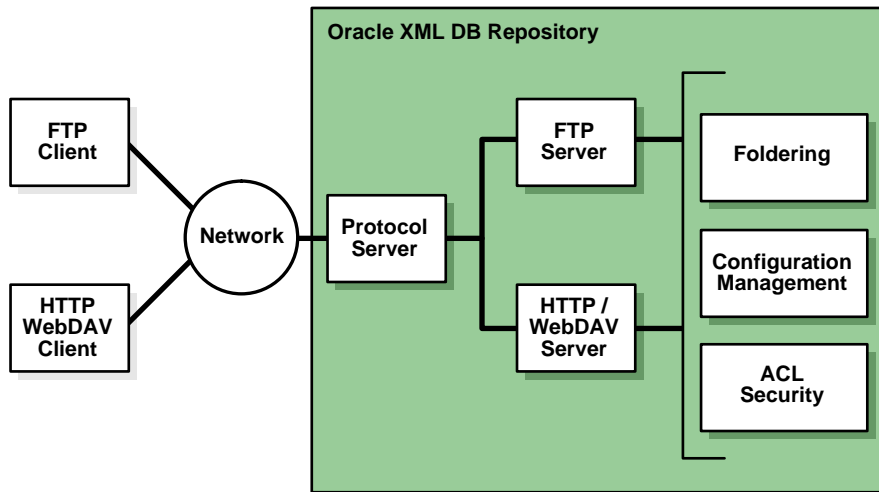 Oracle XML DB Repository
FTP
Client
HTTP
WebDAV
Client
Network
Protocol
Server
FTP
Server
HTTP /
WebDAV
Server
Foldering
Configuration
Management
ACL
Security